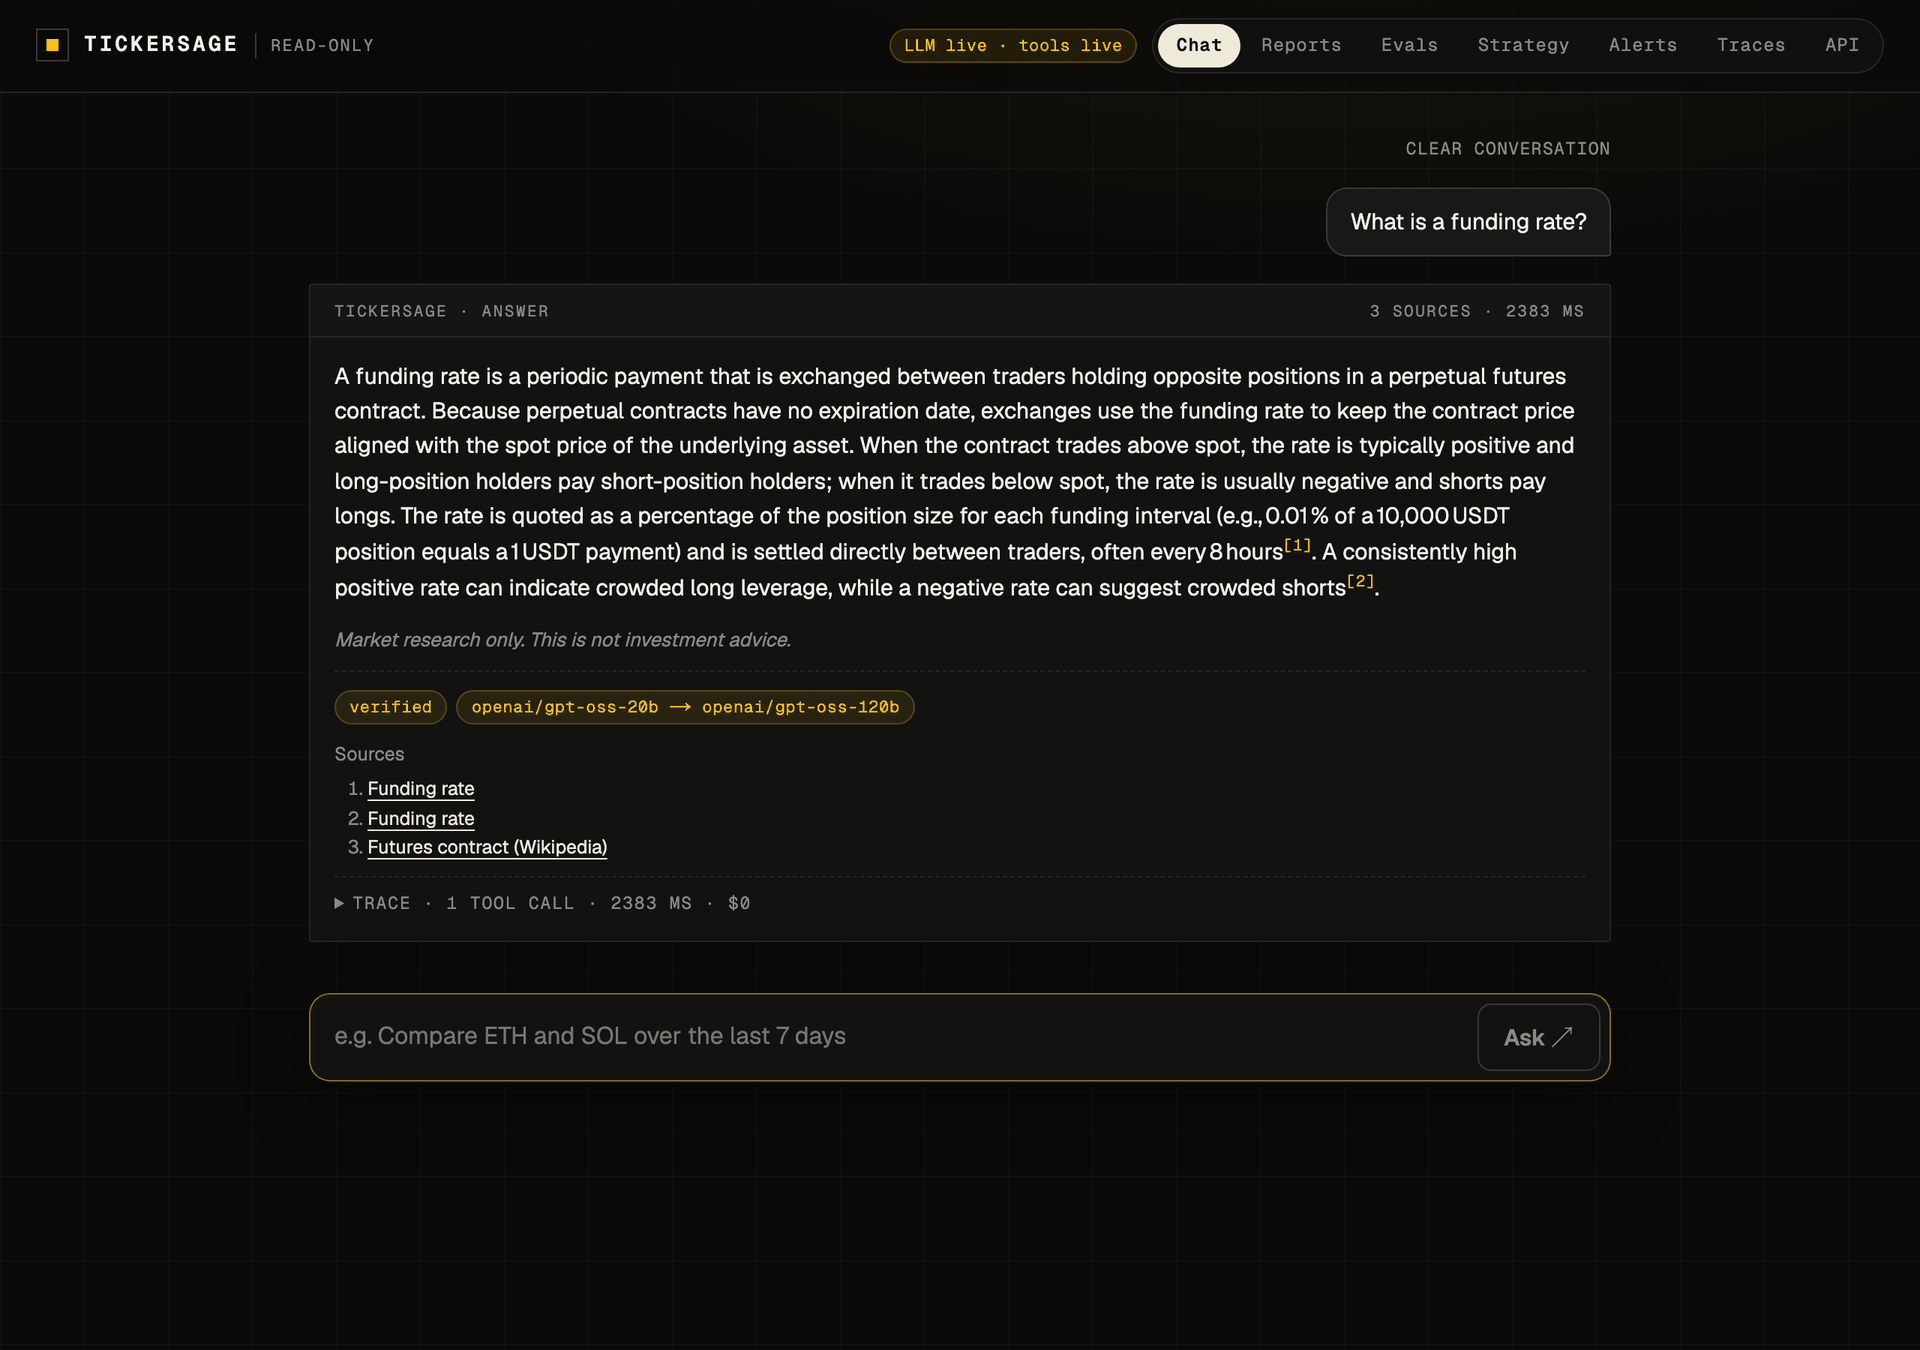 TICKERSAGE READ-ONLY
LLM live · tools live
Chat Reports Evals Strategy Alerts Traces API
CLEAR CONVERSATION
What is a funding rate?
TICKERSAGE · ANSWER 3 SOURCES · 2383 MS
A funding rate is a periodic payment that is exchanged between traders holding opposite positions in a perpetual futures
contract. Because perpetual contracts have no expiration date, exchanges use the funding rate to keep the contract price
aligned with the spot price of the underlying asset. When the contract trades above spot, the rate is typically positive and
long-position holders pay short-position holders; when it trades below spot, the rate is usually negative and shorts pay
longs. The rate is quoted as a percentage of the position size for each funding interval (e.g., 0.01 % of a 10,000 USDT
position equals a 1 USDT payment) and is settled directly between traders, often every 8 hours[1]. A consistently high
positive rate can indicate crowded long leverage, while a negative rate can suggest crowded shorts[2].
Market research only. This is not investment advice.
verified openai/gpt-oss-20b → openai/gpt-oss-120b
Sources
1. Funding rate
2. Funding rate
3. Futures contract (Wikipedia)
▶ TRACE · 1 TOOL CALL · 2383 MS · $0
e.g. Compare ETH and SOL over the last 7 days
Ask ↗